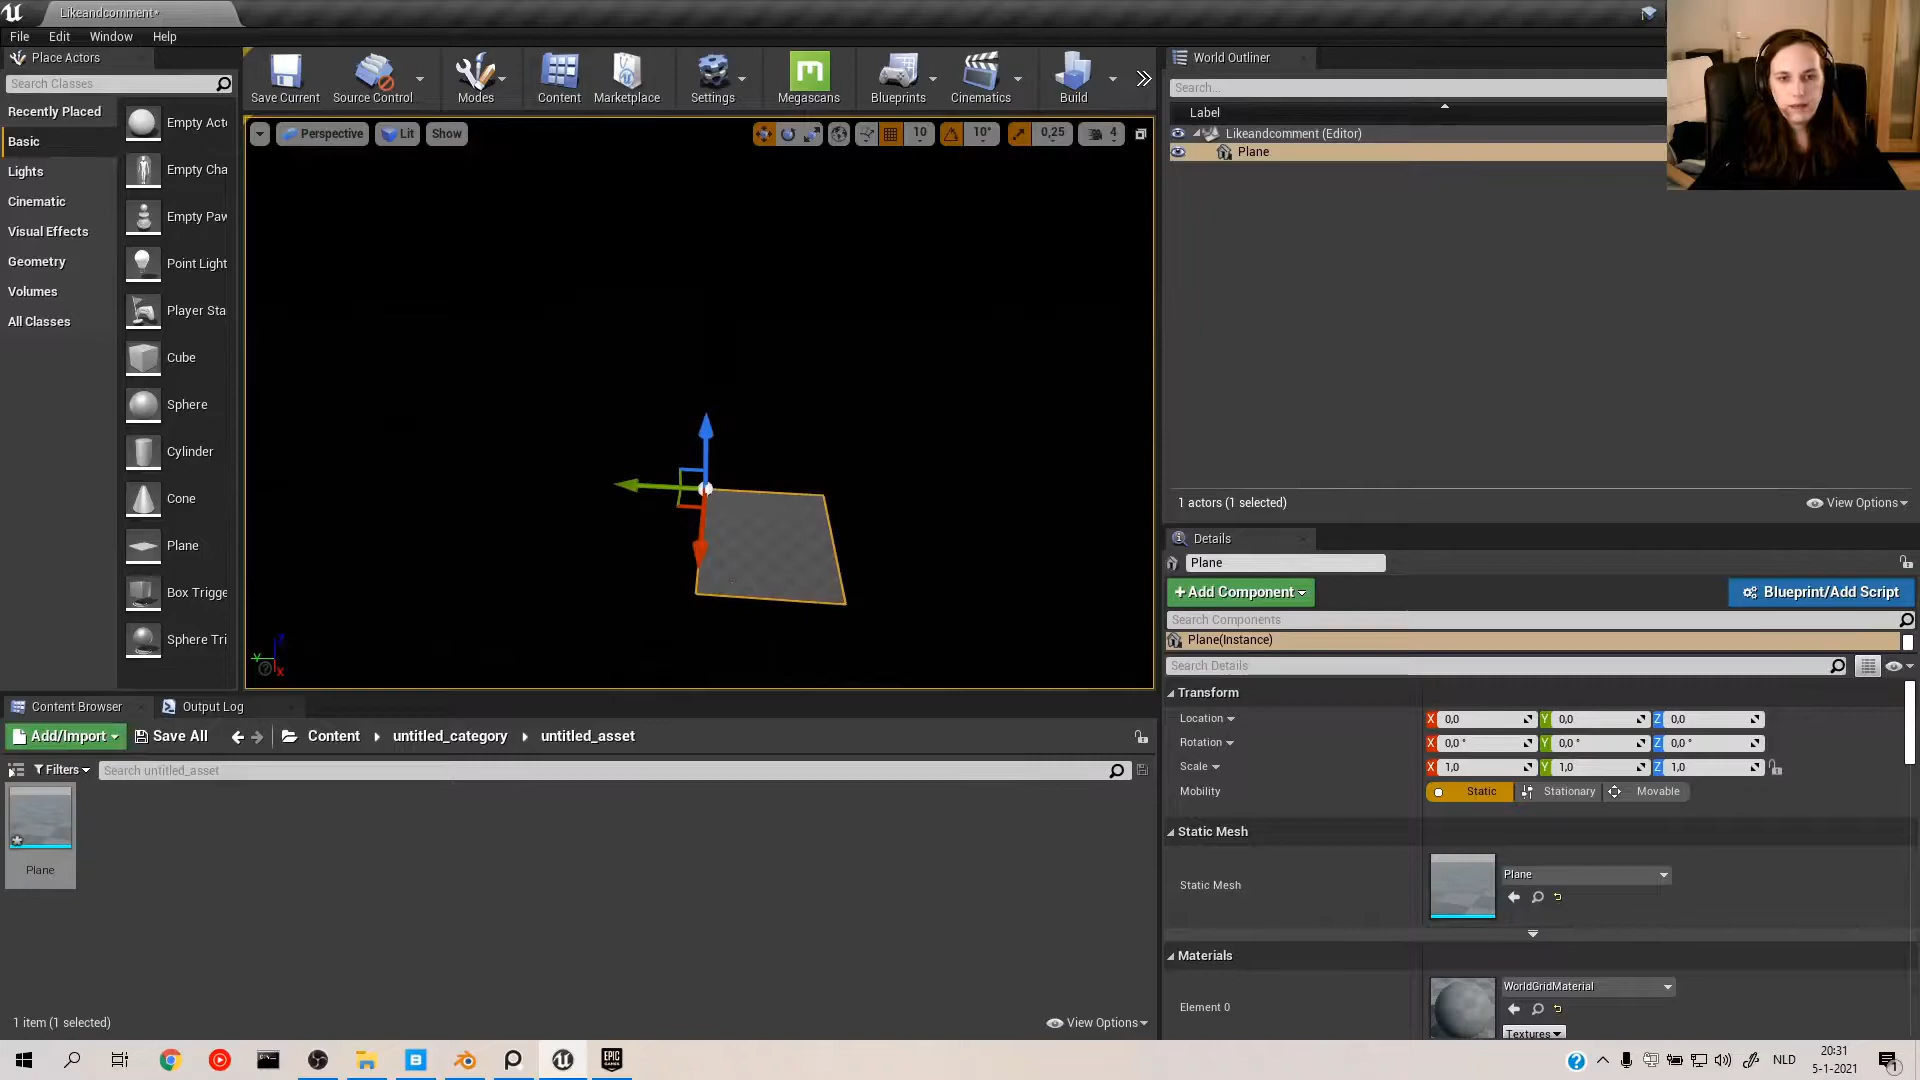 Likeandcomment*
File Edit Window Help
Place Actors
Search Classes
Recently Placed
Basic
Lights
Cinematic
Visual Effects
Geometry
Volumes
All Classes
Empty Acto
Empty Cha
Empty Paw
Point Light
Player Sta
Cube
Sphere
Cylinder
Cone
Plane
Box Trigge
Sphere Tri
Save Current
Source Control
Modes
Content
Marketplace
Settings
Megascans
Blueprints
Cinematics
Build
Perspective
Lit
Show
10
10°
0,25
4
World Outliner
Search...
Label
Likeandcomment (Editor)
Plane
1 actors (1 selected)
View Options
Details
Plane
+Add Component
Blueprint/Add Script
Search Components
Plane(Instance)
Search Details
Transform
Location X 0,0 Y 0,0 Z 0,0
Rotation X 0,0 ° Y 0,0 ° Z 0,0 °
Scale X 1,0 Y 1,0 Z 1,0
Mobility Static Stationary Movable
Static Mesh
Static Mesh
Plane
Materials
Element 0
WorldGridMaterial
Textures
Content Browser
Output Log
Add/Import
Save All
Content
untitled_category
untitled_asset
Filters
Search untitled_asset
Plane
1 item (1 selected)
View Options
EPIC
GAMES
NLD
20:31
5-1-2021
1